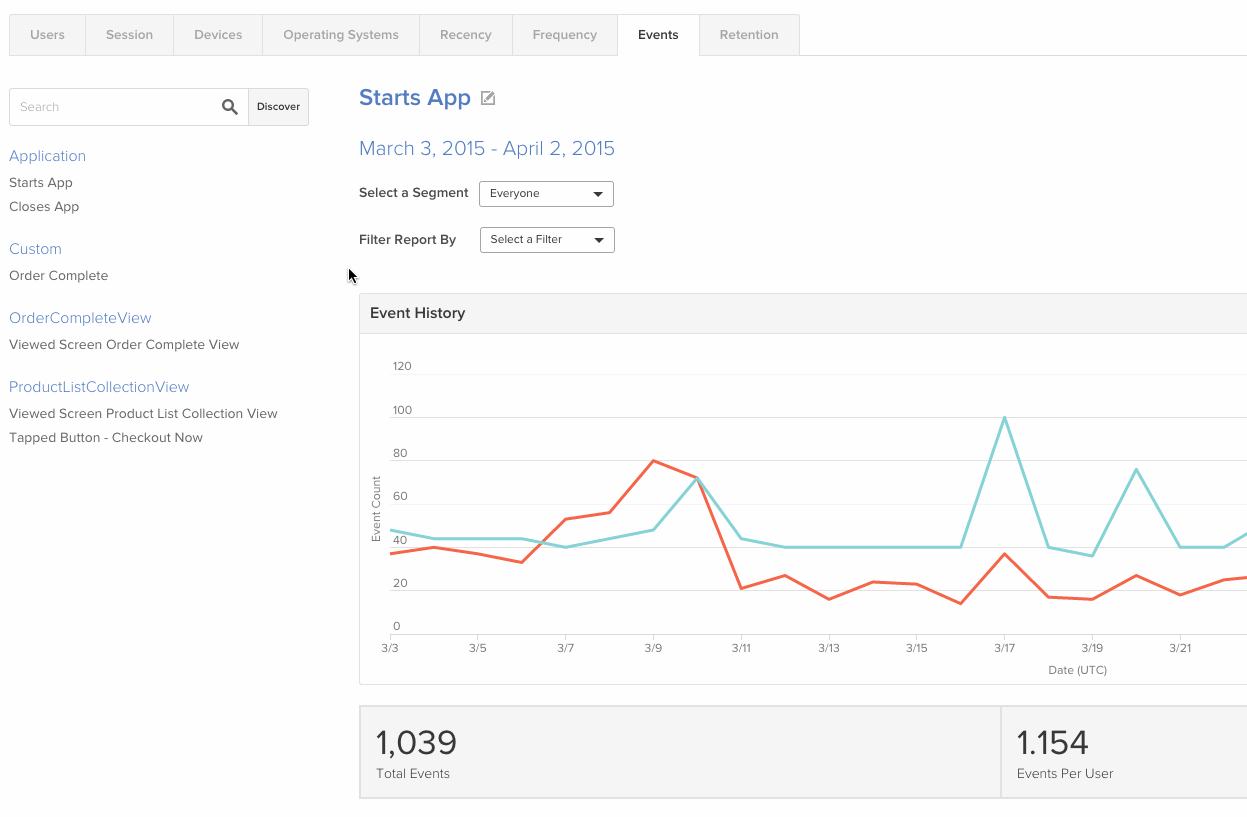 Users Session Devices Operating Systems Recency Frequency Events Retention
Search Discover
Application
Starts App
Closes App
Custom
Order Complete
OrderCompleteView
Viewed Screen Order Complete View
ProductListCollectionView
Viewed Screen Product List Collection View
Tapped Button - Checkout Now
Starts App
March 3, 2015 - April 2, 2015
Select a Segment Everyone
Filter Report By Select a Filter
Event History
120
100
80
60
40
20
0
Event Count
3/3 3/5 3/7 3/9 3/11 3/13 3/15 3/17 3/19 3/21
Date (UTC)
1,039
Total Events
1.154
Events Per User